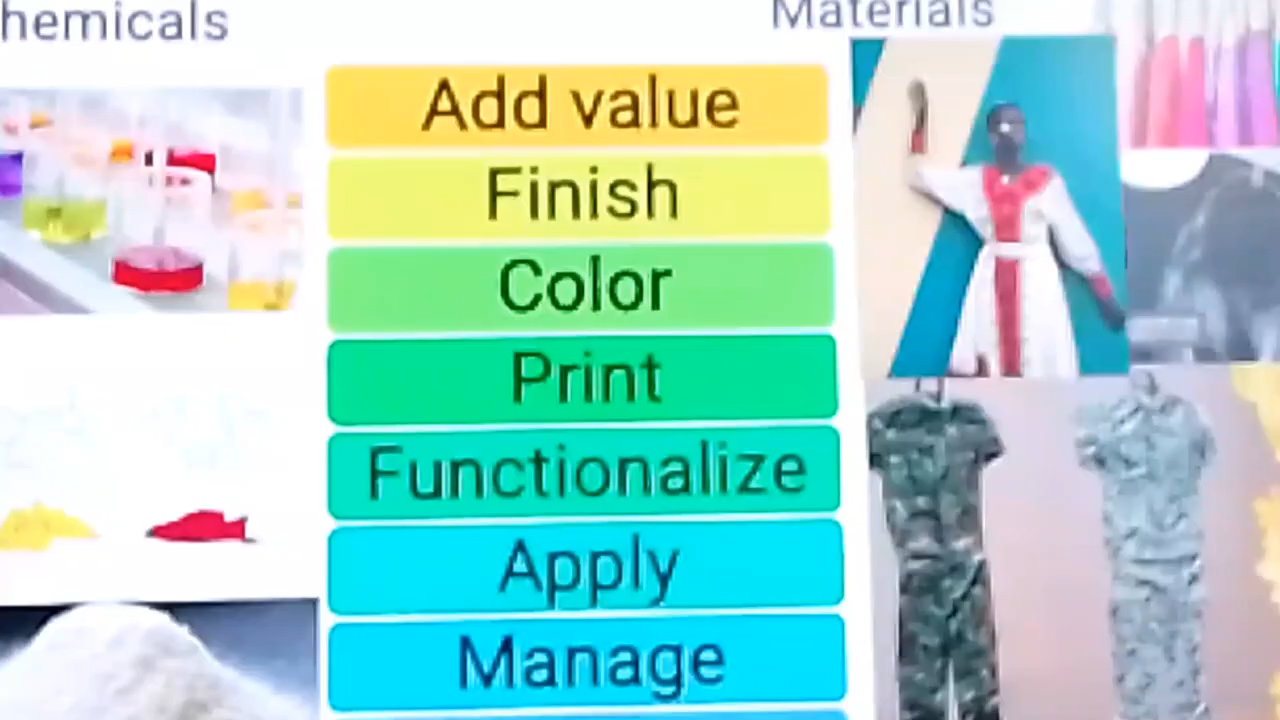 hemicals
Materials
Add value
Finish
Color
Print
Functionalize
Apply
Manage